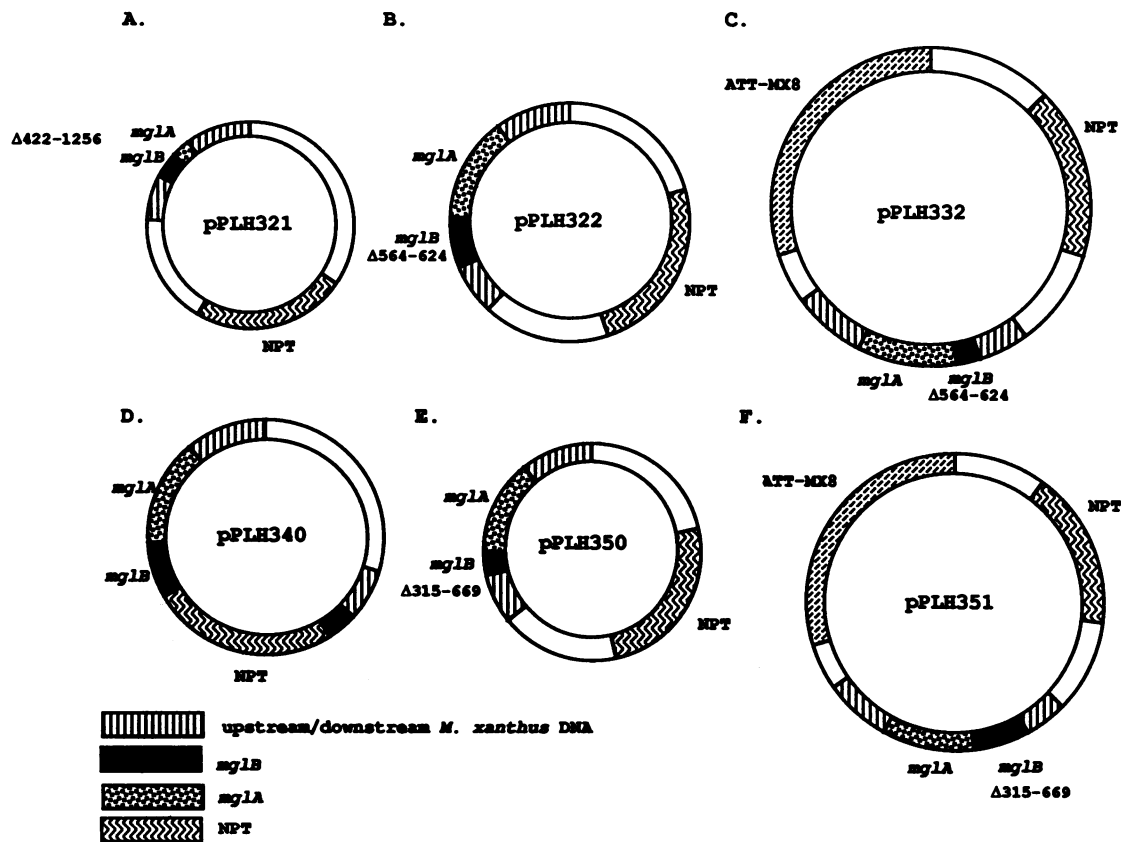 A.
B.
C.
ATT-MX8
NPT
Δ422-1256
mglA
mglB
pPLH321
NPT
mglA
pPLH322
mglB
Δ564-624
NPT
pPLH332
mglA
mglB
Δ564-624
D.
E.
F.
mglA
pPLH340
mglB
NPT
mglA
pPLH350
mglB
Δ315-669
NPT
ATT-MX8
NPT
pPLH351
mglA
mglB
Δ315-669
upstream/downstream M. xanthus DNA
mglB
mglA
NPT